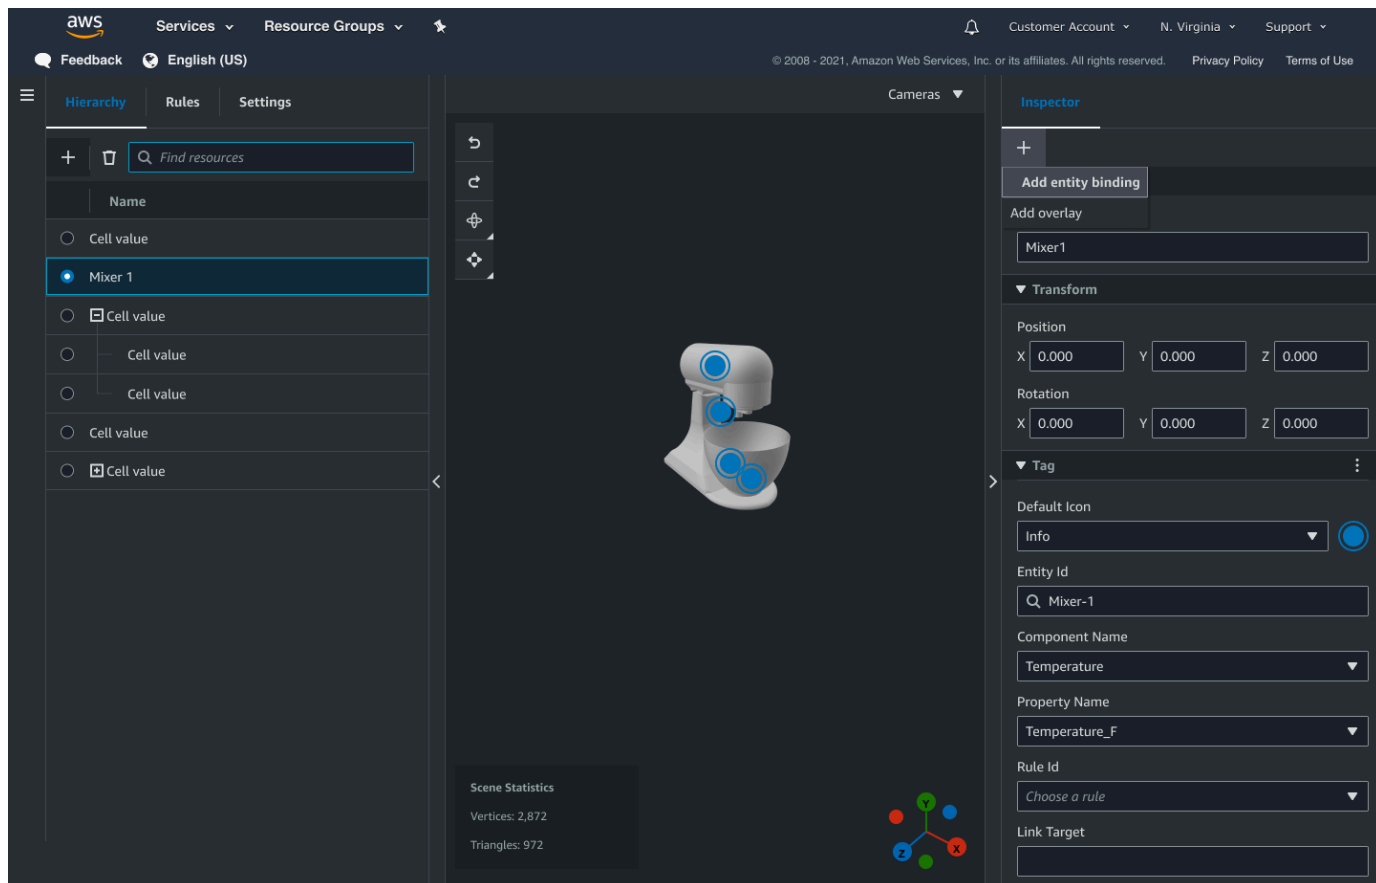 aws
Services
Resource Groups
Customer Account
N. Virginia
Support
Feedback
English (US)
© 2008 - 2021, Amazon Web Services, Inc. or its affiliates. All rights reserved.
Privacy Policy
Terms of Use
Hierarchy
Rules
Settings
Find resources
Name
Cell value
Mixer 1
Cell value
Cell value
Cell value
Cell value
Cell value
Cameras
Scene Statistics
Vertices: 2,872
Triangles: 972
Y
Z
X
Inspector
Add entity binding
Add overlay
Mixer1
Transform
Position
X 0.000 Y 0.000 Z 0.000
Rotation
X 0.000 Y 0.000 Z 0.000
Tag
Default Icon
Info
Entity Id
Mixer-1
Component Name
Temperature
Property Name
Temperature_F
Rule Id
Choose a rule
Link Target